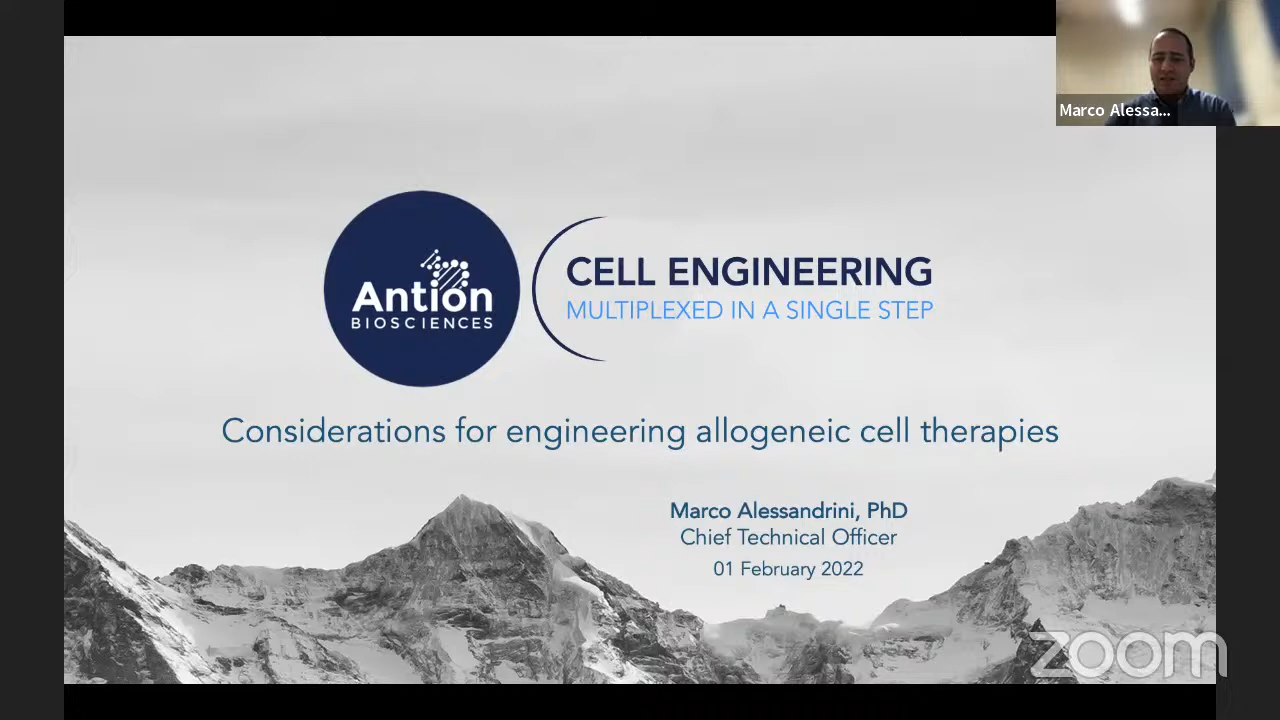 Marco Alessa...
Antion
BIOSCIENCES
CELL ENGINEERING
MULTIPLEXED IN A SINGLE STEP
Considerations for engineering allogeneic cell therapies
Marco Alessandrini, PhD
Chief Technical Officer
01 February 2022
zoom